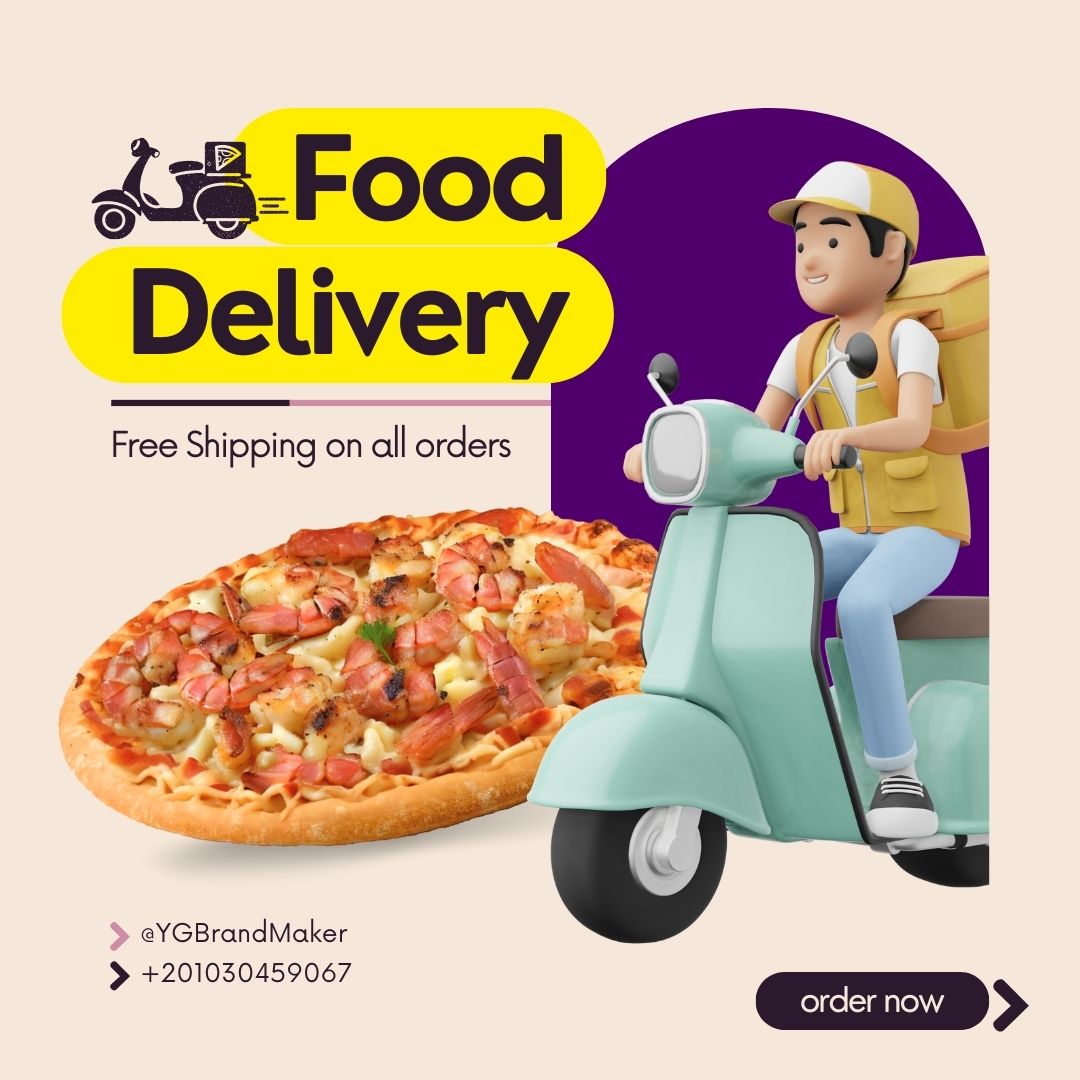 Food
Delivery
Free Shipping on all orders
@YGBrandMaker
+201030459067
order now